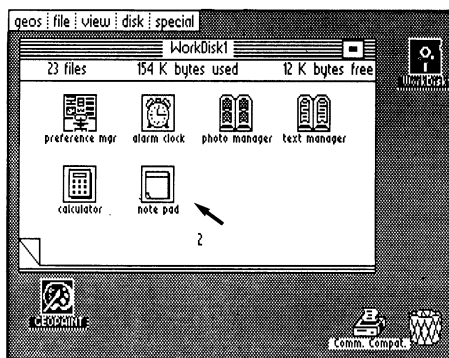 geos file view disk special
WorkDisk1
23 files 154 K bytes used 12 K bytes free
WorkDisk
preference mgr alarm clock photo manager text manager
calculator note pad
2
GEOPAINT
Comm. Compat.